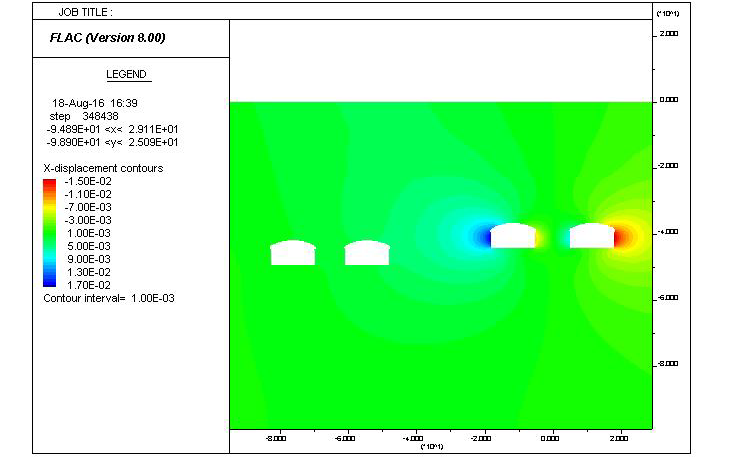 JOB TITLE :
FLAC (Version 8.00)
LEGEND
18-Aug-16 16:39
step 348438
-9.489E+01 <x< 2.911E+01
-9.890E+01 <y< 2.509E+01
X-displacement contours
-1.50E-02
-1.10E-02
-7.00E-03
-3.00E-03
1.00E-03
5.00E-03
9.00E-03
1.30E-02
1.70E-02
Contour interval= 1.00E-03
(*10^1)
2.000
0.000
-2.000
-4.000
-6.000
-8.000
-8.000 -6.000 -4.000 -2.000 0.000 2.000
(*10^1)